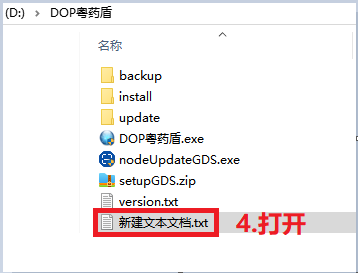 (D:) > DOP粤药盾
名称
backup
install
update
DOP粤药盾.exe
nodeUpdateGDS.exe
setupGDS.zip
version.txt
新建文本文档.txt 4.打开